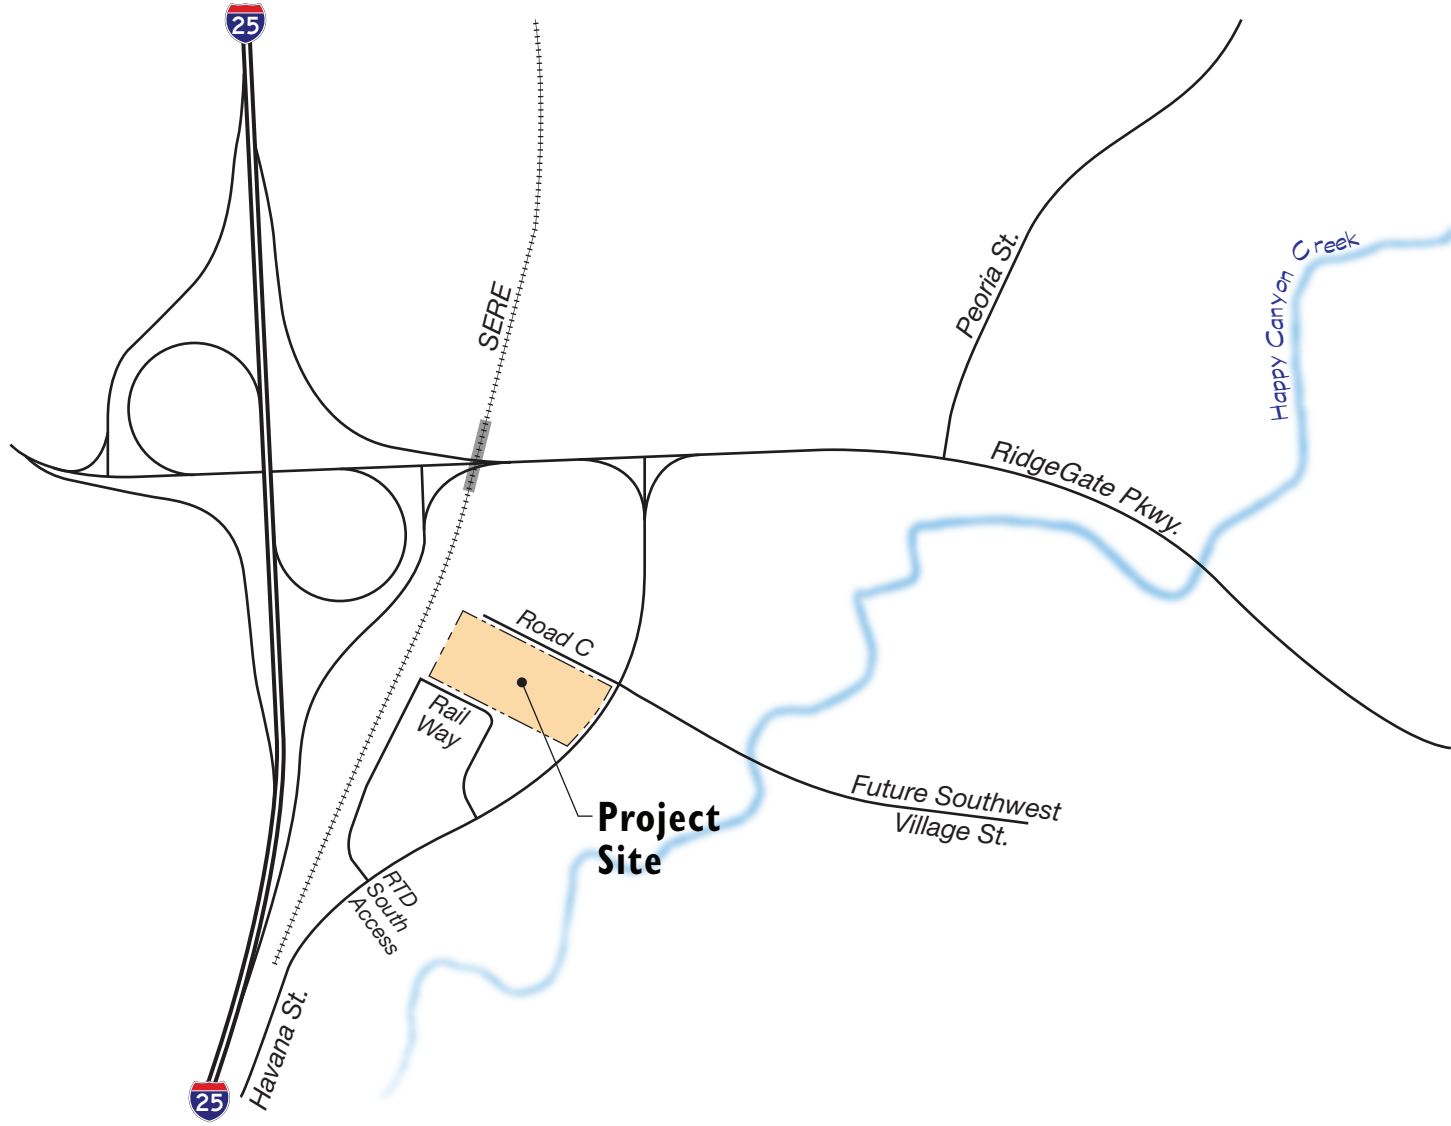 25
SERE
Peoria St.
Happy Canyon Creek
RidgeGate Pkwy.
Road C
Rail
Way
Future Southwest
Village St.
Project
Site
RTD
South
Access
Havana St.
25